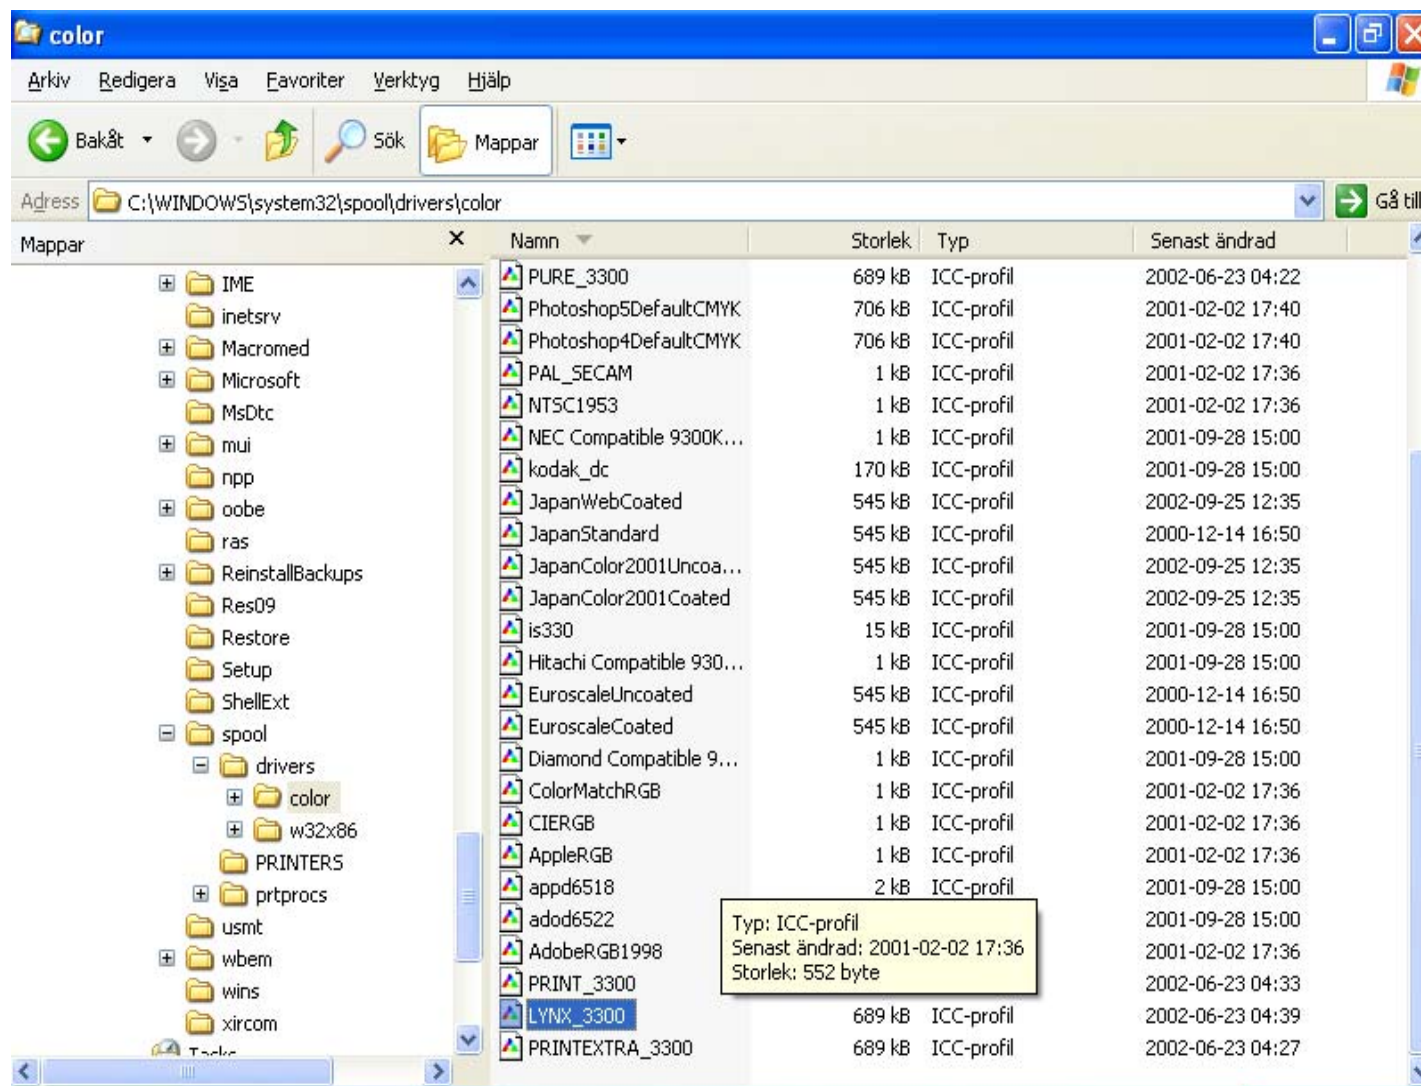 color
Arkiv Redigera Visa Favoriter Verktyg Hjälp
Bakåt Sök Mappar
Adress C:\WINDOWS\system32\spool\drivers\color Gå till
Mappar
IME
inetsrv
Macromed
Microsoft
MsDtc
mui
npp
oobe
ras
ReinstallBackups
Res09
Restore
Setup
ShellExt
spool
drivers
color
w32x86
PRINTERS
prtprocs
usmt
wbem
wins
xircom
Tasks
Namn Storlek Typ Senast ändrad
PURE_3300 689 kB ICC-profil 2002-06-23 04:22
Photoshop5DefaultCMYK 706 kB ICC-profil 2001-02-02 17:40
Photoshop4DefaultCMYK 706 kB ICC-profil 2001-02-02 17:40
PAL_SECAM 1 kB ICC-profil 2001-02-02 17:36
NTSC1953 1 kB ICC-profil 2001-02-02 17:36
NEC Compatible 9300K... 1 kB ICC-profil 2001-09-28 15:00
kodak_dc 170 kB ICC-profil 2001-09-28 15:00
JapanWebCoated 545 kB ICC-profil 2002-09-25 12:35
JapanStandard 545 kB ICC-profil 2000-12-14 16:50
JapanColor2001Uncoa... 545 kB ICC-profil 2002-09-25 12:35
JapanColor2001Coated 545 kB ICC-profil 2002-09-25 12:35
is330 15 kB ICC-profil 2001-09-28 15:00
Hitachi Compatible 930... 1 kB ICC-profil 2001-09-28 15:00
EuroscaleUncoated 545 kB ICC-profil 2000-12-14 16:50
EuroscaleCoated 545 kB ICC-profil 2000-12-14 16:50
Diamond Compatible 9... 1 kB ICC-profil 2001-09-28 15:00
ColorMatchRGB 1 kB ICC-profil 2001-02-02 17:36
CIERGB 1 kB ICC-profil 2001-02-02 17:36
AppleRGB 1 kB ICC-profil 2001-02-02 17:36
appd6518 2 kB ICC-profil 2001-09-28 15:00
adod6522 2001-09-28 15:00
AdobeRGB1998 2001-02-02 17:36
PRINT_3300 2002-06-23 04:33
LYNX_3300 689 kB ICC-profil 2002-06-23 04:39
PRINTEXTRA_3300 689 kB ICC-profil 2002-06-23 04:27
Typ: ICC-profil
Senast ändrad: 2001-02-02 17:36
Storlek: 552 byte